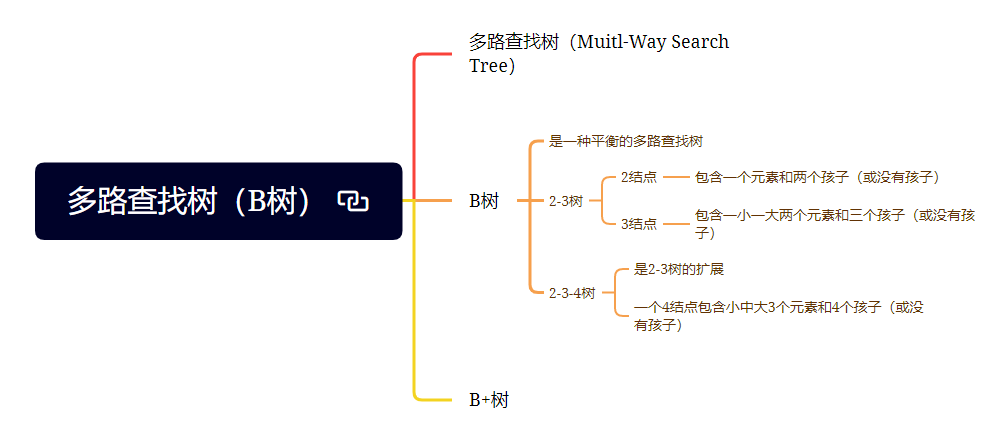 多路查找树（Muitl-Way Search
Tree）
是一种平衡的多路查找树
2结点
包含一个元素和两个孩子（或没有孩子）
多路查找树（B树）
B树
2-3树
3结点
包含一小一大两个元素和三个孩子（或没有孩
子）
是2-3树的扩展
2-3-4树
一个4结点包含小中大3个元素和4个孩子（或没
有孩子）
B+树